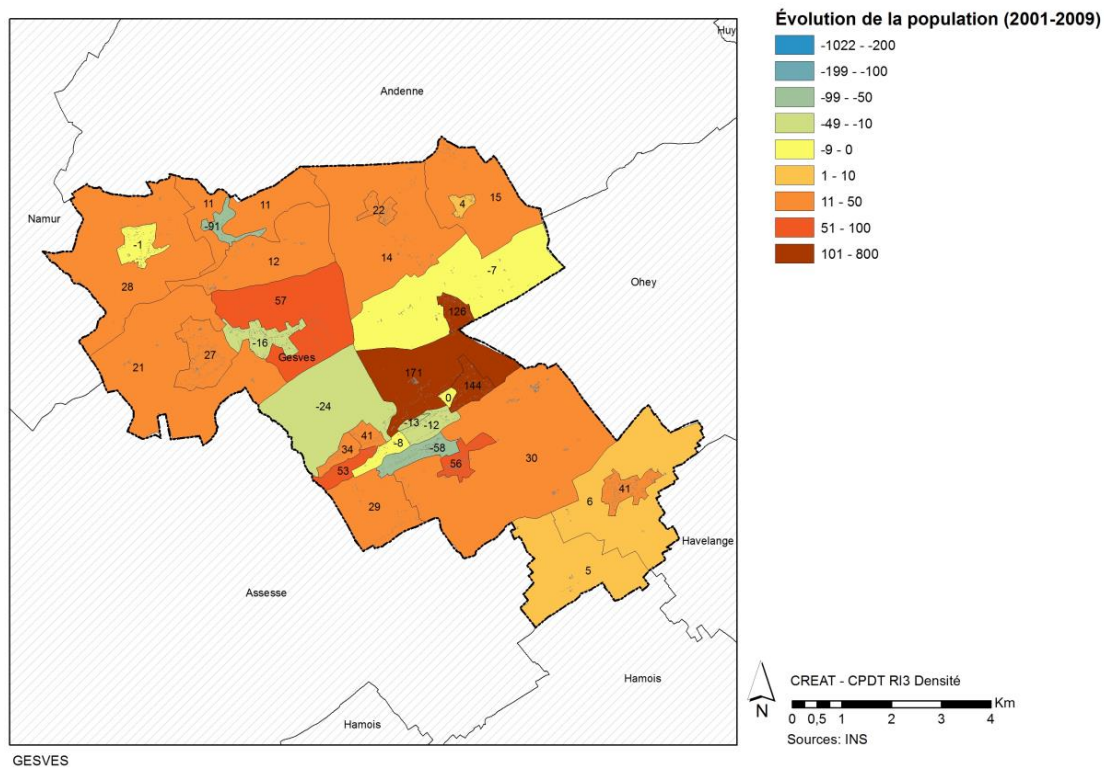 Évolution de la population (2001-2009)
-1022 - -200
-199 - -100
-99 - -50
-49 - -10
-9 - 0
1 - 10
11 - 50
51 - 100
101 - 800
Huy
Andenne
Namur
Ohey
11
11
22
4
15
-91
-1
12
14
-7
28
57
126
-16
27
Gesves
21
171
144
-24
0
-13
-12
41
34
-8
-58
53
56
30
29
41
6
5
Havelange
Assesse
Hamois
Hamois
N
CREAT - CPDT RI3 Densité
Km
0 0,5 1 2 3 4
Sources: INS
GESVES